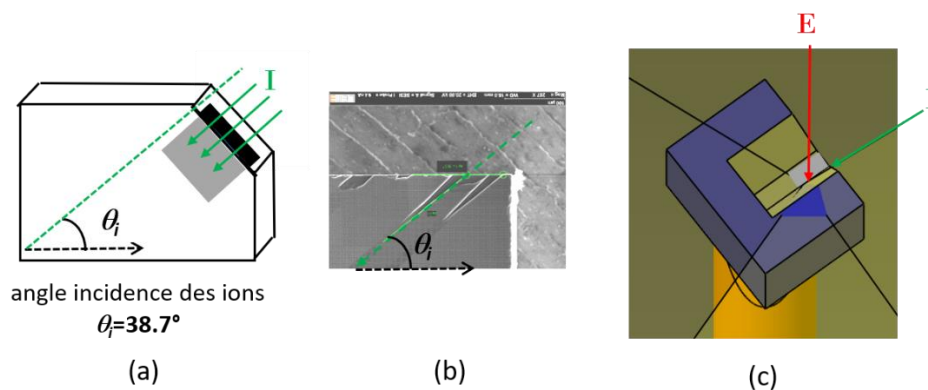 I
θi
angle incidence des ions
θi=38.7°
(a)
θi
(b)
E
(c)